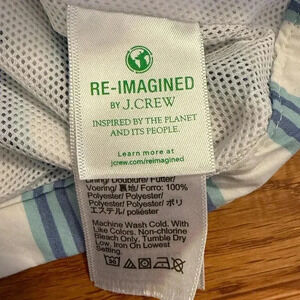 RE-IMAGINED
BY J.CREW
INSPIRED BY THE PLANET
AND ITS PEOPLE.
Learn more at
jcrew.com/reimagined
Lining/Doublure/Futter/
Voering/裏地/Forro: 100%
Polyester/Polyester/
Polyester/Polyester/ポリ
エステル/poliéster
Machine Wash Cold. With
Like Colors. Non-chlorine
Bleach Only. Tumble Dry
Low. Iron On Lowest
Setting.
30